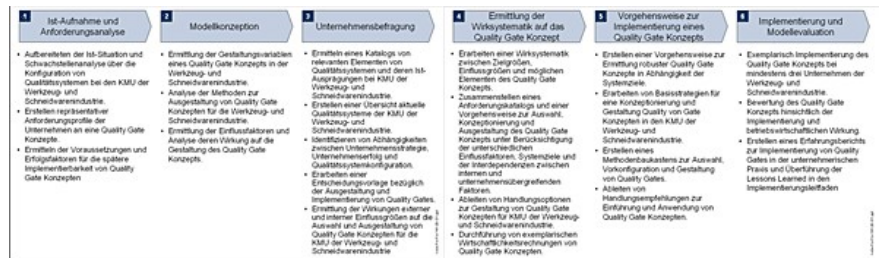 1
Ist-Aufnahme und
Anforderungsanalyse
• Aufbereiteten der Ist-Situation und
Schwachstellenanalyse über die
Konfiguration von
Qualitätssystemen bei den KMU der
Werkzeug- und
Schneidwarenindustrie.
• Erstellen repräsentativer
Anforderungsprofil der
Unternehmen an eine Quality Gate
Konzepte.
• Ermitteln der Voraussetzungen und
Erfolgsfaktoren für die spätere
Implementierbarkeit von Quality
Gate Konzepten
2
Modellkonzeption
• Ermittlung der Gestaltungsvariablen
eines Quality Gate Konzepts in der
Werkzeug- und
Schneidwarenindustrie.
• Analyse der Methoden zur
Ausgestaltung von Quality Gate
Konzepten für die Werkzeug- und
Schneidwarenindustrie.
• Ermittlung der Einflussfaktoren und
Analyse deren Wirkung auf die
Gestaltung des Quality Gate
Konzepts.
3
Unternehmensbefragung
• Ermitteln eines Katalogs von
relevanten Elementen von
Qualitätssystemen und deren Ist-
Ausprägungen bei KMU der
Werkzeug- und
Schneidwarenindustrie.
• Erstellen einer Übersicht aktuelle
Qualitätssysteme der KMU der
Werkzeug- und
Schneidwarenindustrie.
• Identifizieren von Abhängigkeiten
zwischen Unternehmensstrategie,
Unternehmenserfolg und
Qualitätssystemkonfiguration.
• Erarbeiten einer
Entscheidungsvorlage bezüglich
der Ausgestaltung und
Implementierung von Quality Gates.
• Ermittlung der Wirkungen externer
und interner Einflussgrößen auf die
Auswahl und Ausgestaltung von
Quality Gate Konzepten für die
KMU der Werkzeug- und
Schneidwarenindustrie
4
Ermittlung der
Wirksystematik auf das
Quality Gate Konzept
• Erarbeiten einer Wirksystematik
zwischen Zielgrößen,
Einflussgrößen und möglichen
Elementen des Quality Gate
Konzepts.
• Zusammenstellen eines
Anforderungskatalogs und einer
Vorgehensweise zur Auswahl,
Konzeptionierung und
Ausgestaltung des Quality Gate
Konzepts unter Berücksichtigung
der unterschiedlichen
Einflussfaktoren, Systemziele und
der Interdependenzen zwischen
internen und
unternehmensübergreifenden
Faktoren.
• Ableiten von Handlungsoptionen
zur Gestaltung von Quality Gate
Konzepten für KMU der Werkzeug-
und Schneidwarenindustrie.
• Durchführung von exemplarischen
Wirtschaftlichkeitsrechnungen von
Quality Gate Konzepten.
5
Vorgehensweise zur
Implementierung eines
Quality Gate Konzepts
• Erstellen einer Vorgehensweise zur
Ermittlung robuster Quality Gate
Konzepte in Abhängigkeit der
Systemziele.
• Erarbeiten von Basisstrategien für
eine Konzeptionierung und
Gestaltung Quality von Gate
Konzepten in den KMU der
Werkzeug- und
Schneidwarenindustrie.
• Erstellen eines
Methodenbaukastens zur Auswahl,
Vorkonfiguration und Gestaltung
von Quality Gates.
• Ableiten von
Handlungsempfehlungen zur
Einführung und Anwendung von
Quality Gate Konzepten.
6
Implementierung und
Modellevaluation
• Exemplarisch Implementierung des
Quality Gate Konzepts bei
mindestens drei Unternehmen der
Werkzeug- und
Schneidwarenindustrie.
• Bewertung des Quality Gate
Konzepts hinsichtlich der
Implementierung und
betriebswirtschaftlichen Wirkung.
• Erstellen eines Erfahrungsberichts
zur Implementierung von Quality
Gates in der unternehmerischen
Praxis und Überführung der
Lessons Learned in den
Implementierungsleitfaden